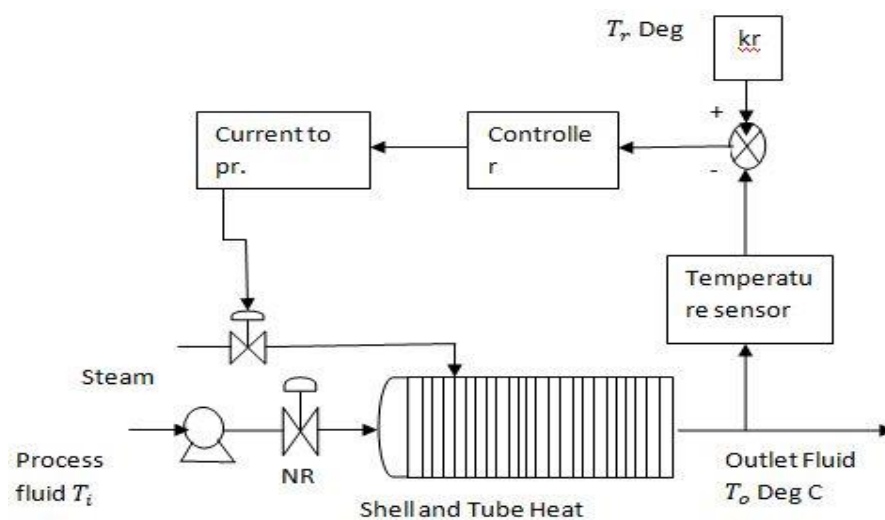 T_r Deg
kr
+
Current to
pr.
Controlle
r
-
Temperatu
re sensor
Steam
Process
fluid T_i
NR
Shell and Tube Heat
Outlet Fluid
T_o Deg C